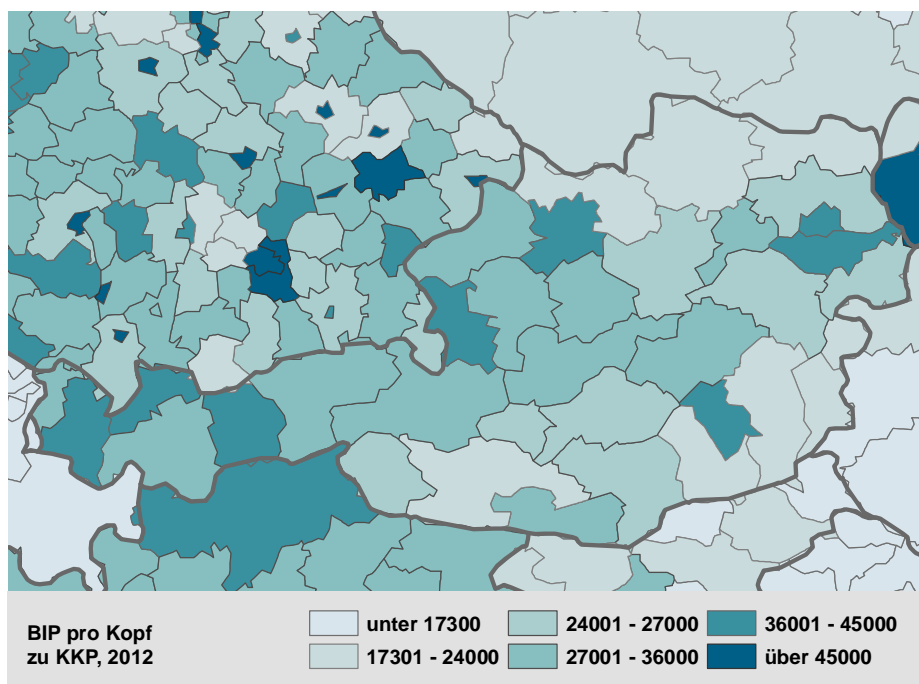 BIP pro Kopf
zu KKP, 2012
unter 17300
17301 - 24000
24001 - 27000
27001 - 36000
36001 - 45000
über 45000